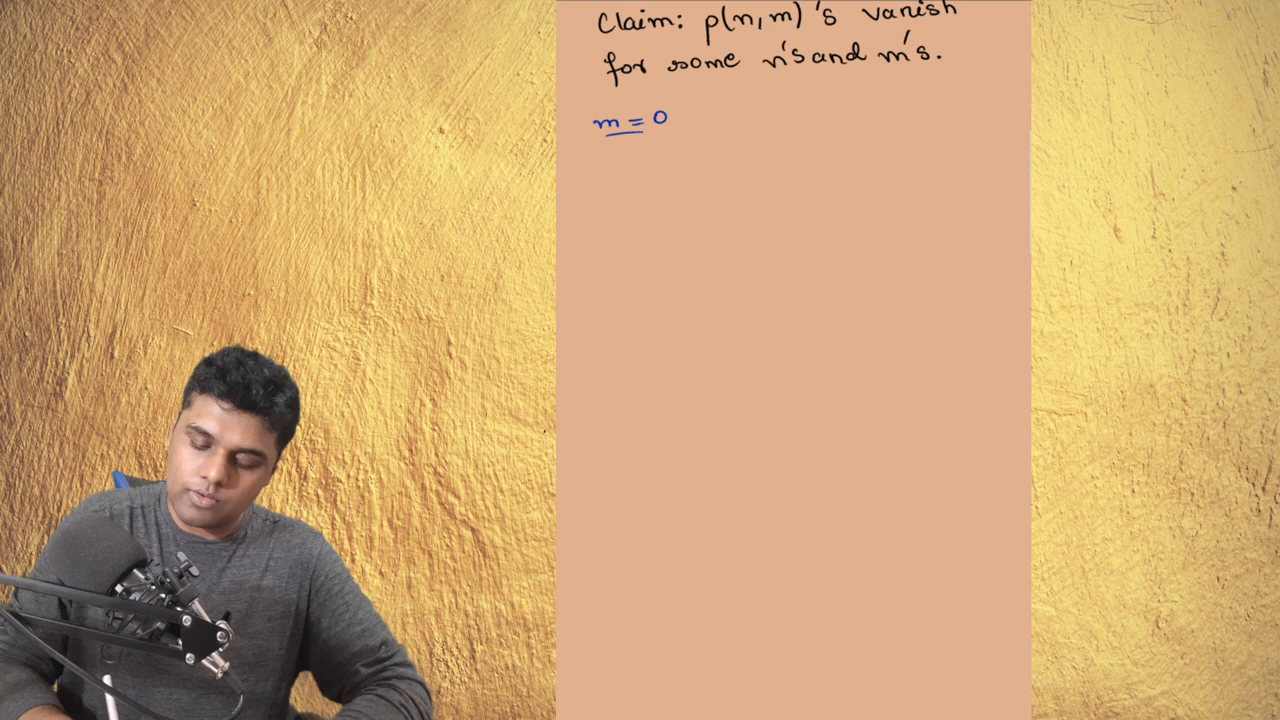 Claim: p(n,m)'s vanish
for some n's and m's.
m = 0